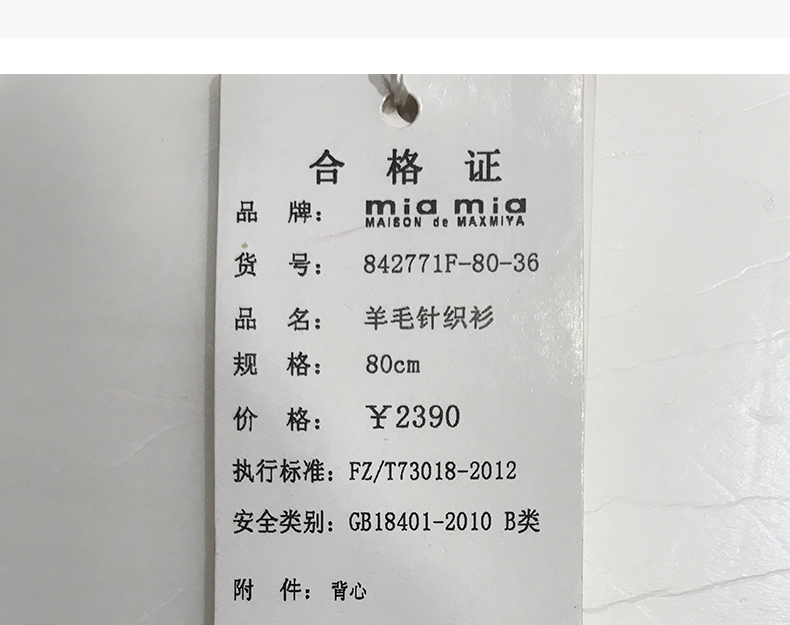 合格证
品牌: mia mia
MAISON de MAXMIYA
货号: 842771F-80-36
品名: 羊毛针织衫
规格: 80cm
价格: ¥2390
执行标准: FZ/T73018-2012
安全类别: GB18401-2010 B类
附件: 背心